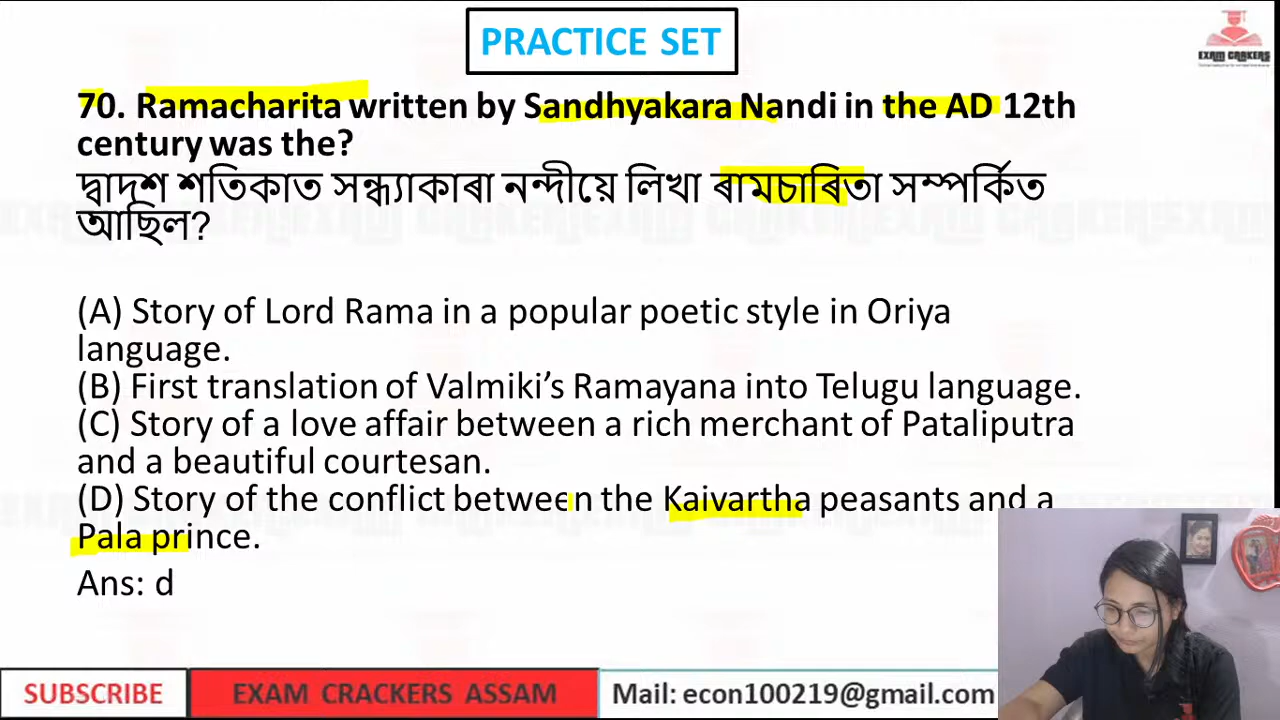 PRACTICE SET
EXAM CRAKERS
70. Ramacharita written by Sandhyakara Nandi in the AD 12th
century was the?
দ্বাদশ শতিকাত সন্ধ্যাকাৰা নন্দীয়ে লিখা ৰামচাৰিতা সম্পৰ্কিত
আছিল?
(A) Story of Lord Rama in a popular poetic style in Oriya
language.
(B) First translation of Valmiki’s Ramayana into Telugu language.
(C) Story of a love affair between a rich merchant of Pataliputra
and a beautiful courtesan.
(D) Story of the conflict between the Kaivartha peasants and a
Pala prince.
Ans: d
SUBSCRIBE
EXAM CRACKERS ASSAM
Mail: econ100219@gmail.com